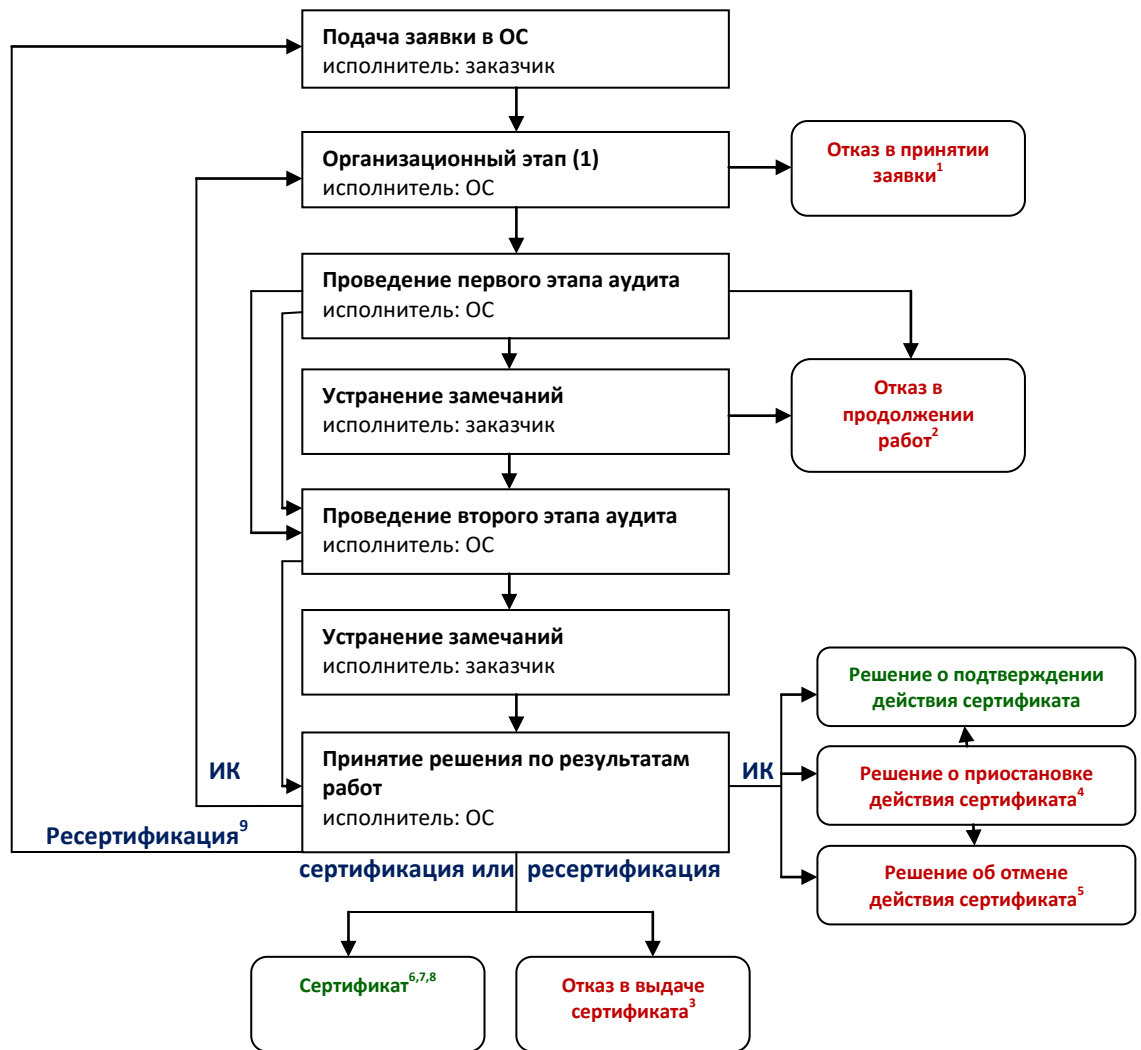 Подача заявки в ОС
исполнитель: заказчик
Организационный этап (1)
исполнитель: ОС
Отказ в принятии
заявки1
Проведение первого этапа аудита
исполнитель: ОС
Устранение замечаний
исполнитель: заказчик
Отказ в
продолжении
работ2
Проведение второго этапа аудита
исполнитель: ОС
Устранение замечаний
исполнитель: заказчик
Решение о подтверждении
действия сертификата
Принятие решения по результатам
работ
исполнитель: ОС
ИК
ИК
Решение о приостановке
действия сертификата4
Ресертификация9
сертификация или ресертификация
Решение об отмене
действия сертификата5
Сертификат6,7,8
Отказ в выдаче
сертификата3